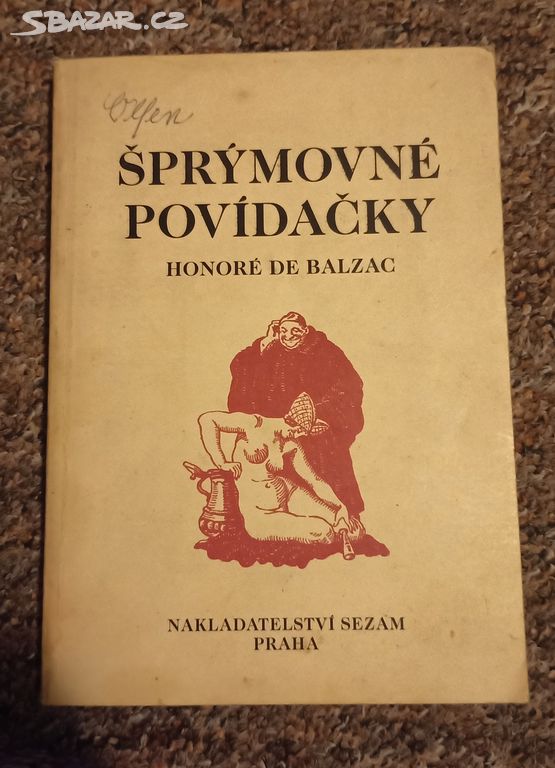 SBAZAR.CZ
ŠPRÝMOVNÉ
POVÍDAČKY
HONORÉ DE BALZAC
NAKLADATELSTVÍ SEZAM
PRAHA